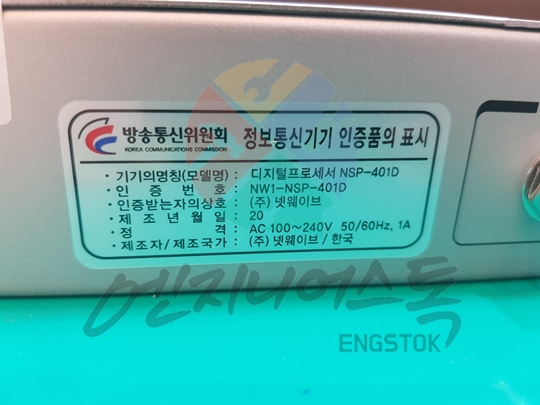 방송통신위원회 정보통신기기 인증품의 표시
KOREA COMMUNICATIONS COMMISSION
· 기기의명칭(모델명) : 디지털프로세서 NSP-401D
· 인 증 번 호 : NW1-NSP-401D
· 인증받는자의상호 : (주) 넷웨이브
· 제 조 년 월 일 : 20
· 정 격 : AC 100~240V 50/60Hz, 1A
· 제조자/제조국가 : (주) 넷웨이브 / 한국
엔지니어스톡
ENGSTOK